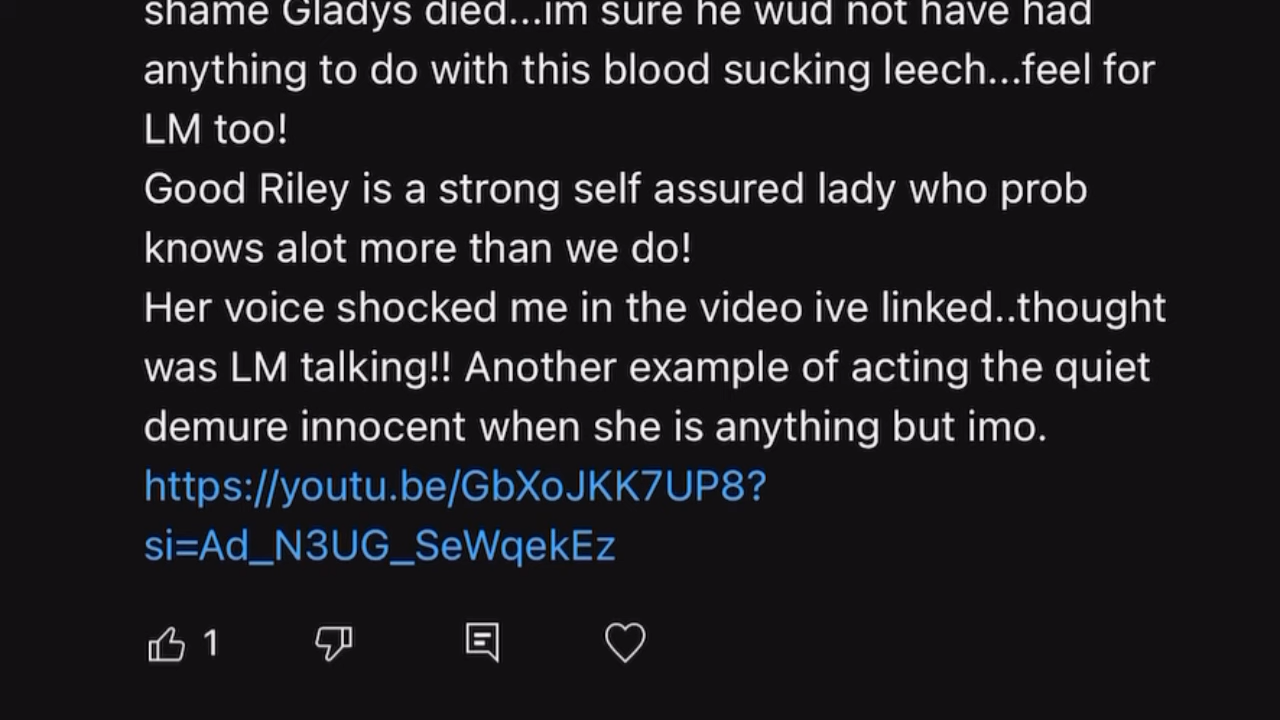 shame Gladys died...im sure he wud not have had
anything to do with this blood sucking leech...feel for
LM too!
Good Riley is a strong self assured lady who prob
knows alot more than we do!
Her voice shocked me in the video ive linked..thought
was LM talking!! Another example of acting the quiet
demure innocent when she is anything but imo.
https://youtu.be/GbXoJKK7UP8?
si=Ad_N3UG_SeWqekEz
1